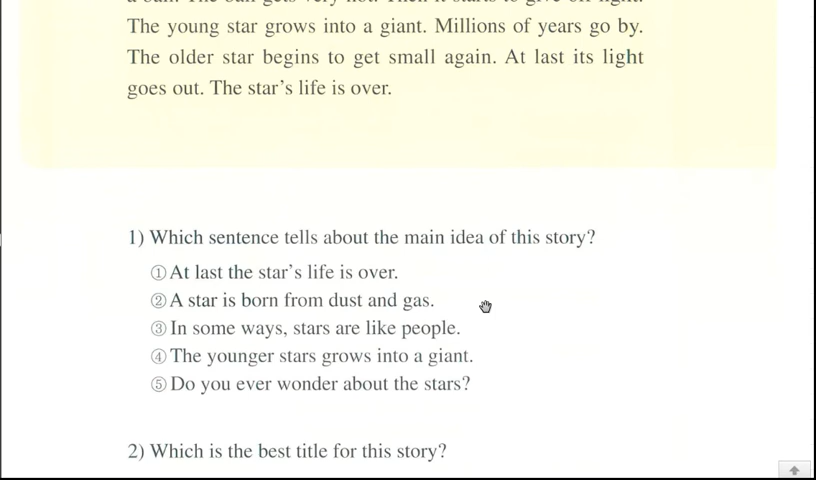 The young star grows into a giant. Millions of years go by.
The older star begins to get small again. At last its light
goes out. The star's life is over.
1) Which sentence tells about the main idea of this story?
① At last the star's life is over.
② A star is born from dust and gas.
③ In some ways, stars are like people.
④ The younger stars grows into a giant.
⑤ Do you ever wonder about the stars?
2) Which is the best title for this story?